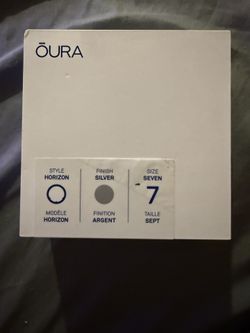 ŌURA
STYLE
HORIZON
MODÈLE
HORIZON
FINISH
SILVER
FINITION
ARGENT
SIZE
SEVEN
7
TAILLE
SEPT